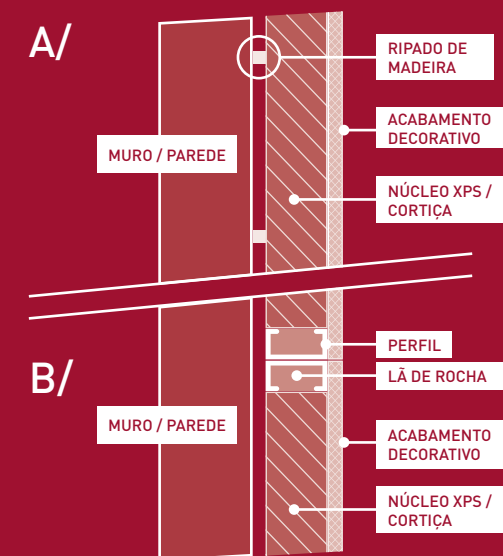 A/
RIPADO DE
MADEIRA
ACABAMENTO
DECORATIVO
MURO / PAREDE
NÚCLEO XPS /
CORTIÇA
B/
PERFIL
LÃ DE ROCHA
MURO / PAREDE
ACABAMENTO
DECORATIVO
NÚCLEO XPS /
CORTIÇA